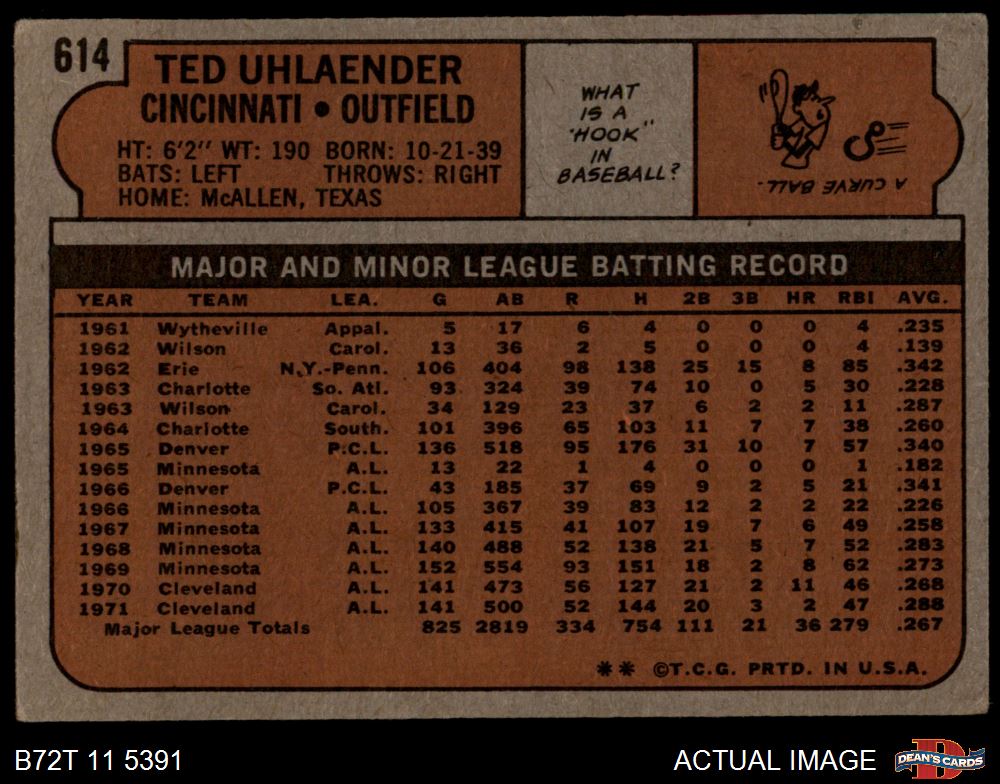 614
TED UHLAENDER
CINCINNATI • OUTFIELD
HT: 6'2" WT: 190 BORN: 10-21-39
BATS: LEFT THROWS: RIGHT
HOME: McALLEN, TEXAS
WHAT
IS A
"HOOK"
IN
BASEBALL?
A CURVE BALL.
MAJOR AND MINOR LEAGUE BATTING RECORD
YEAR TEAM LEA. G AB R H 2B 3B HR RBI AVG.
1961 Wytheville Appal. 5 17 6 4 0 0 0 4 .235
1962 Wilson Carol. 13 36 2 5 0 0 0 4 .139
1962 Erie N.Y.-Penn. 106 404 98 138 25 15 8 85 .342
1963 Charlotte So. Atl. 93 324 39 74 10 0 5 30 .228
1963 Wilson Carol. 34 129 23 37 6 2 2 11 .287
1964 Charlotte South. 101 396 65 103 11 7 7 38 .260
1965 Denver P.C.L. 136 518 95 176 31 10 7 57 .340
1965 Minnesota A.L. 13 22 1 4 0 0 0 1 .182
1966 Denver P.C.L. 43 185 37 69 9 2 5 21 .341
1966 Minnesota A.L. 105 367 39 83 12 2 2 22 .226
1967 Minnesota A.L. 133 415 41 107 19 7 6 49 .258
1968 Minnesota A.L. 140 488 52 138 21 5 7 52 .283
1969 Minnesota A.L. 152 554 93 151 18 2 8 62 .273
1970 Cleveland A.L. 141 473 56 127 21 2 11 46 .268
1971 Cleveland A.L. 141 500 52 144 20 3 2 47 .288
Major League Totals 825 2819 334 754 111 21 36 279 .267
** ©T.C.G. PRTD. IN U.S.A.
B72T 11 5391
ACTUAL IMAGE
D
DEAN'S CARDS